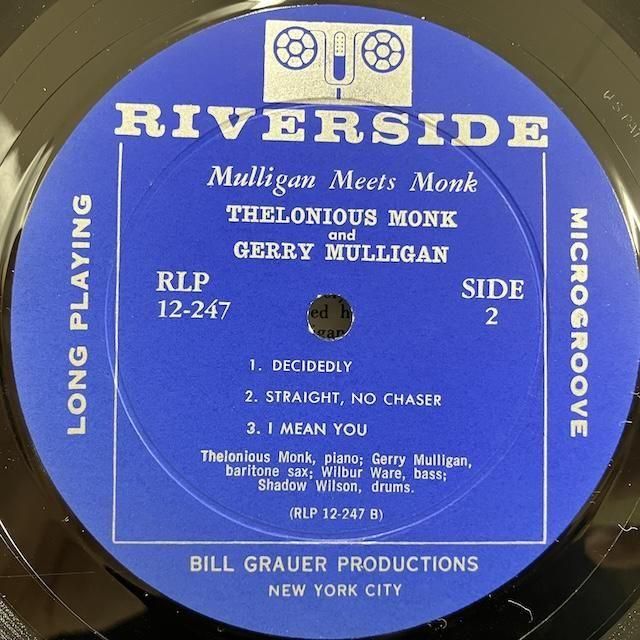 RIVERSIDE
Mulligan Meets Monk
THELONIOUS MONK
and
GERRY MULLIGAN
LONG PLAYING
MICROGROOVE
RLP
12-247
SIDE
2
1. DECIDEDLY
2. STRAIGHT, NO CHASER
3. I MEAN YOU
Thelonious Monk, piano; Gerry Mulligan,
baritone sax; Wilbur Ware, bass;
Shadow Wilson, drums.
(RLP 12-247 B)
BILL GRAUER PRODUCTIONS
NEW YORK CITY